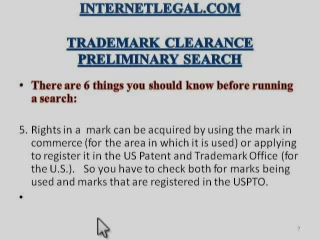 INTERNETLEGAL.COM
TRADEMARK CLEARANCE
PRELIMINARY SEARCH
• There are 6 things you should know before running
a search:
5. Rights in a mark can be acquired by using the mark in
commerce (for the area in which it is used) or applying
to register it in the US Patent and Trademark Office (for
the U.S.). So you have to check both for marks being
used and marks that are registered in the USPTO.
•
7